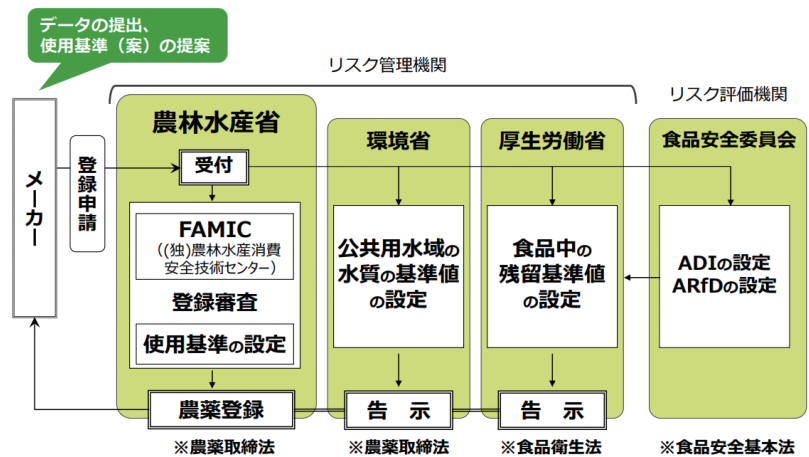 データの提出、
使用基準（案）の提案
リスク管理機関
リスク評価機関
メーカー
登録申請
農林水産省
受付
FAMIC
((独)農林水産消費
安全技術センター）
登録審査
使用基準の設定
農薬登録
※農薬取締法
環境省
公共用水域の
水質の基準値
の設定
告　示
※農薬取締法
厚生労働省
食品中の
残留基準値
の設定
告　示
※食品衛生法
食品安全委員会
ADIの設定
ARfDの設定
※食品安全基本法